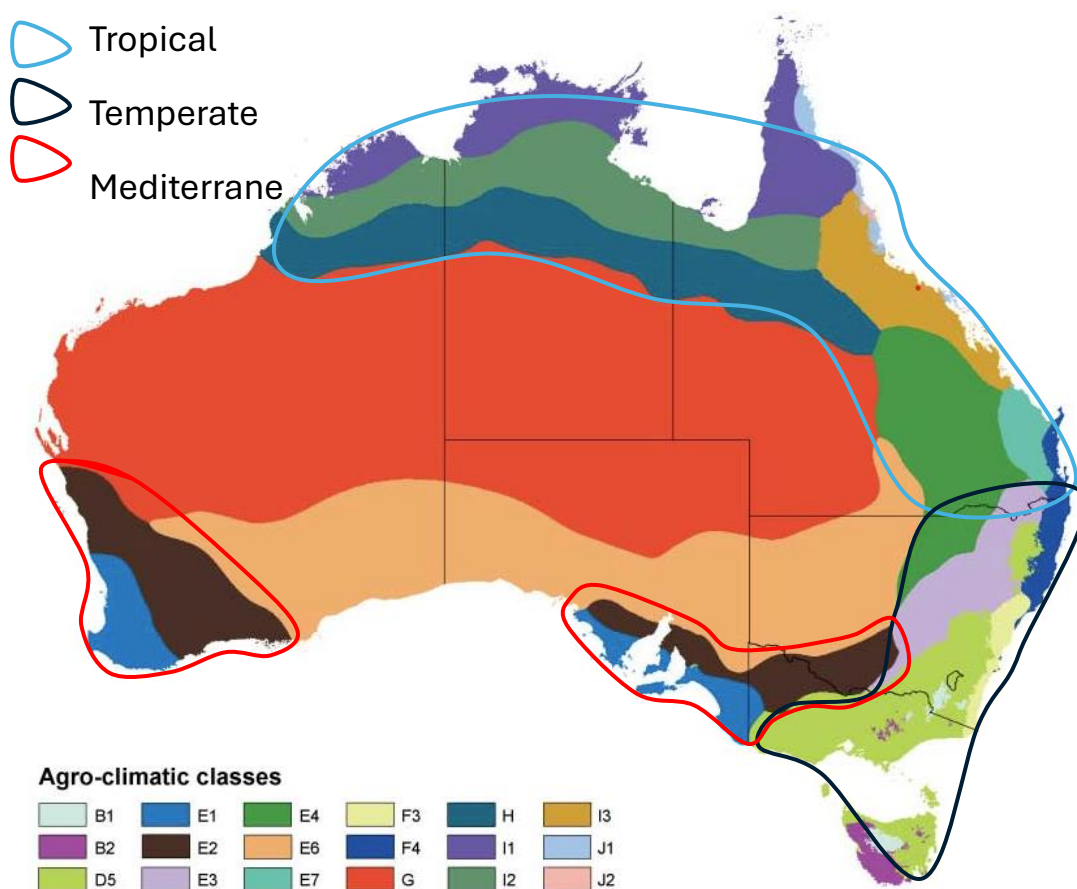 Tropical
Temperate
Mediterrane
Agro-climatic classes
B1 E1 E4 F3 H I3
B2 E2 E6 F4 I1 J1
D5 E3 E7 G I2 J2